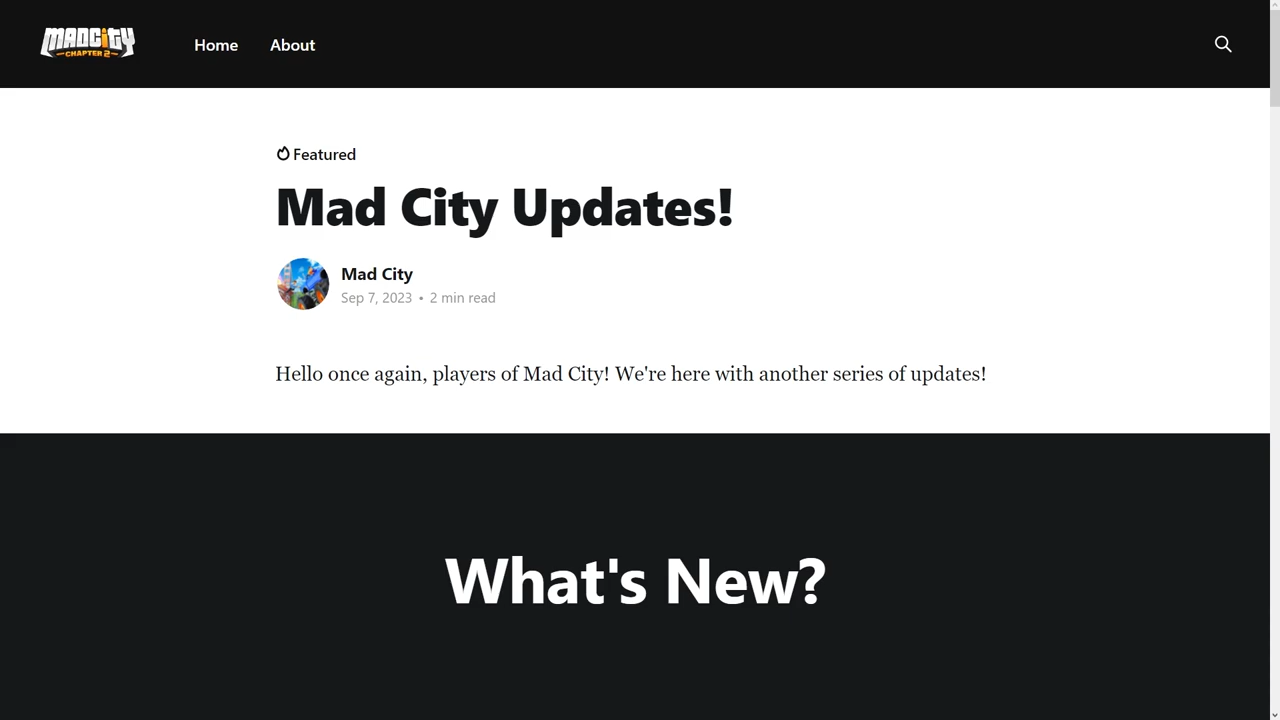 MADCITY
CHAPTER 2
Home
About
Featured
Mad City Updates!
Mad City
Sep 7, 2023 • 2 min read
Hello once again, players of Mad City! We're here with another series of updates!
What's New?